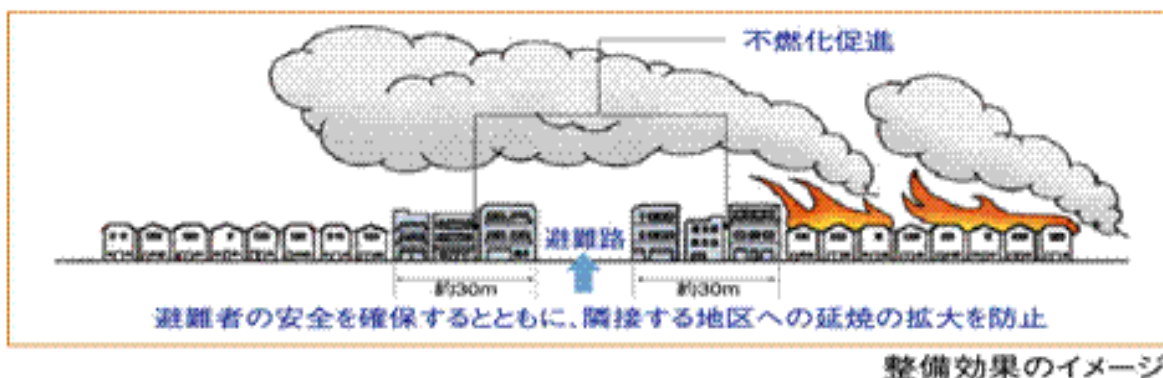 不燃化促進
避難路
約30m
約30m
避難者の安全を確保するとともに、隣接する地区への延焼の拡大を防止
整備効果のイメージ